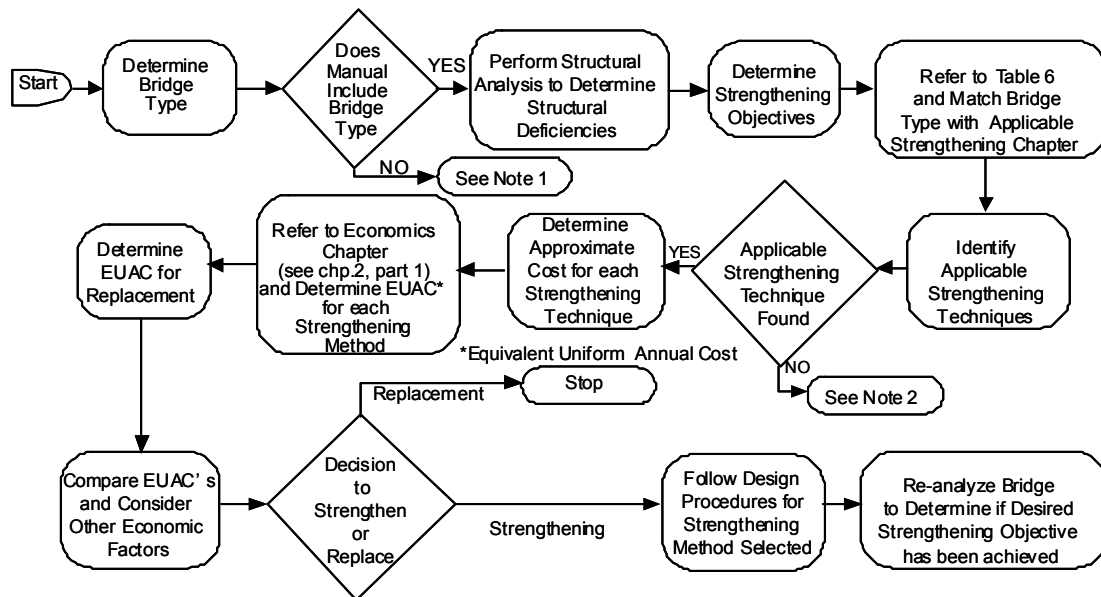 Start
Determine
Bridge
Type
Does
Manual
Include
Bridge
Type
YES
NO
See Note 1
Perform Structural
Analysis to Determine
Structural
Deficiencies
Determine
Strengthening
Objectives
Refer to Table 6
and Match Bridge
Type with Applicable
Strengthening Chapter
Identify
Applicable
Strengthening
Techniques
Applicable
Strengthening
Technique
Found
YES
NO
See Note 2
Determine
Approximate
Cost for each
Strengthening
Technique
Refer to Economics
Chapter
(see chp.2, part 1)
and Determine EUAC*
for each
Strengthening
Method
*Equivalent Uniform Annual Cost
Determine
EUAC for
Replacement
Compare EUAC's
and Consider
Other Economic
Factors
Decision
to
Strengthen
or
Replace
Replacement
Stop
Strengthening
Follow Design
Procedures for
Strengthening
Method Selected
Re-analyze Bridge
to Determine if Desired
Strengthening Objective
has been achieved